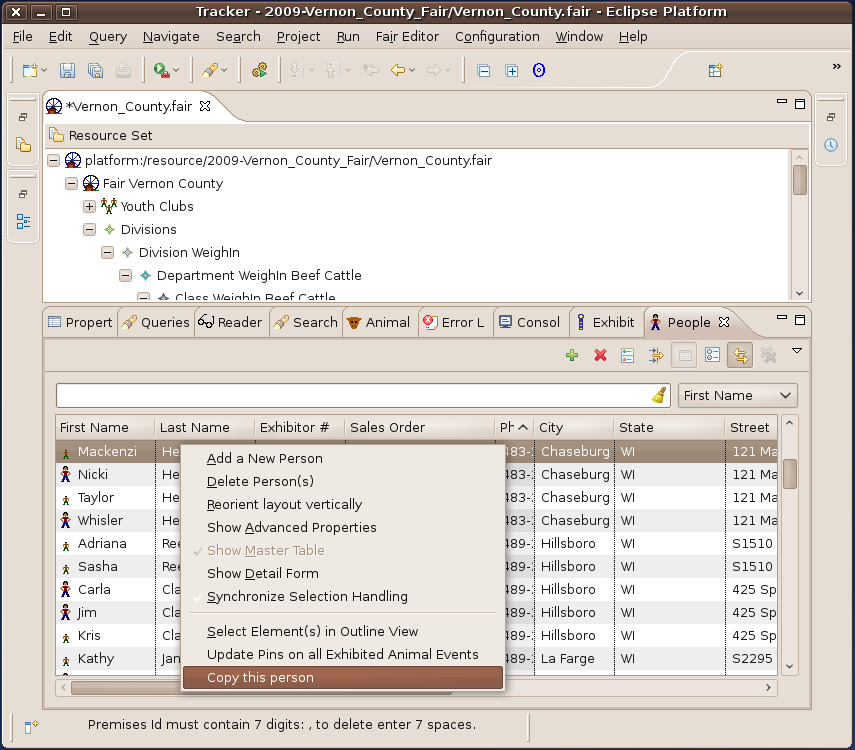 Tracker - 2009-Vernon_County_Fair/Vernon_County.fair - Eclipse Platform
File Edit Query Navigate Search Project Run Fair Editor Configuration Window Help
»
*Vernon_County.fair
Resource Set
platform:/resource/2009-Vernon_County_Fair/Vernon_County.fair
Fair Vernon County
Youth Clubs
Divisions
Division WeighIn
Department WeighIn Beef Cattle
Class WeighIn Beef Cattle
Propert Queries Reader Search Animal Error L Consol Exhibit People
First Name
First Name Last Name Exhibitor # Sales Order Ph City State Street
Mackenzi He 483- Chaseburg WI 121 Ma
Nicki He 483- Chaseburg WI 121 Ma
Taylor He 483- Chaseburg WI 121 Ma
Whisler He 483- Chaseburg WI 121 Ma
Adriana Ree 489- Hillsboro WI S1510
Sasha Ree 489- Hillsboro WI S1510
Carla Cla 489- Hillsboro WI 425 Sp
Jim Cla 489- Hillsboro WI 425 Sp
Kris Cla 489- Hillsboro WI 425 Sp
Kathy Jan 489- La Farge WI S2295
Add a New Person
Delete Person(s)
Reorient layout vertically
Show Advanced Properties
Show Master Table
Show Detail Form
Synchronize Selection Handling
Select Element(s) in Outline View
Update Pins on all Exhibited Animal Events
Copy this person
Premises Id must contain 7 digits: , to delete enter 7 spaces.